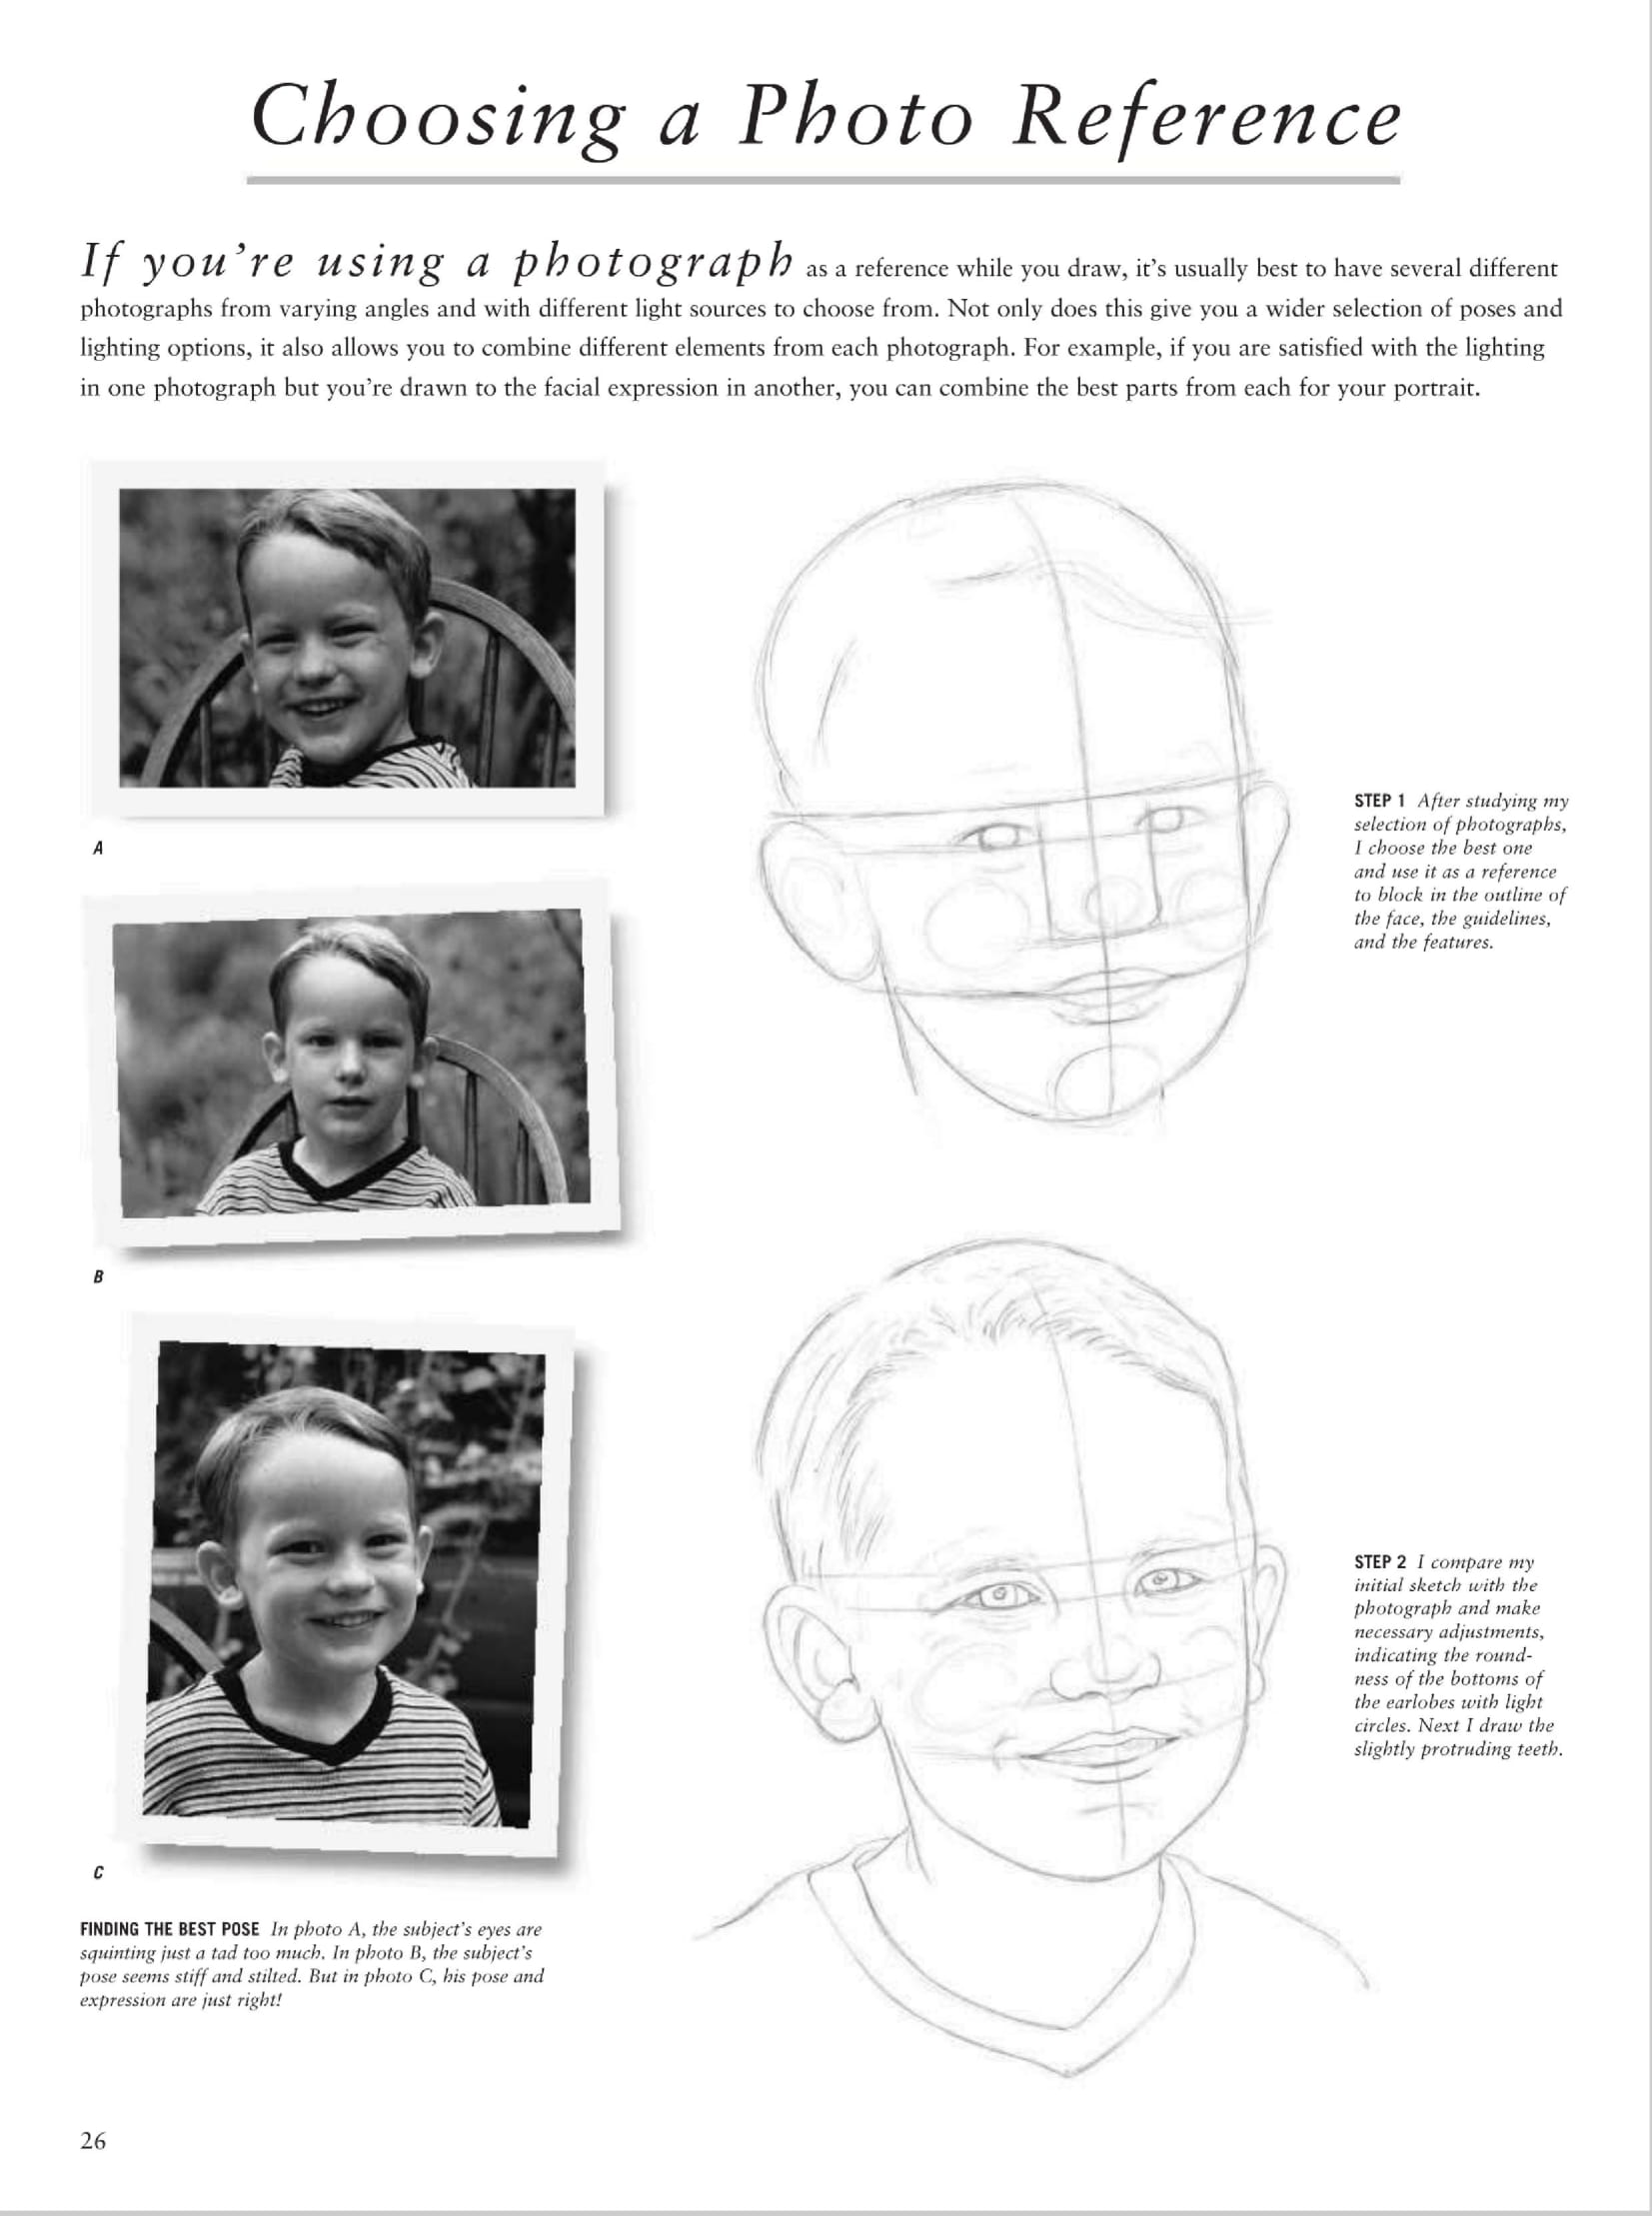 Choosing a Photo Reference
If you’re using a photograph as a reference while you draw, it’s usually best to have several different
photographs from varying angles and with different light sources to choose from. Not only does this give you a wider selection of poses and
lighting options, it also allows you to combine different elements from each photograph. For example, if you are satisfied with the lighting
in one photograph but you’re drawn to the facial expression in another, you can combine the best parts from each for your portrait.
A
B
C
FINDING THE BEST POSE In photo A, the subject’s eyes are
squinting just a tad too much. In photo B, the subject’s
pose seems stiff and stilted. But in photo C, his pose and
expression are just right!
STEP 1 After studying my
selection of photographs,
I choose the best one
and use it as a reference
to block in the outline of
the face, the guidelines,
and the features.
STEP 2 I compare my
initial sketch with the
photograph and make
necessary adjustments,
indicating the round-
ness of the bottoms of
the earlobes with light
circles. Next I draw the
slightly protruding teeth.
26